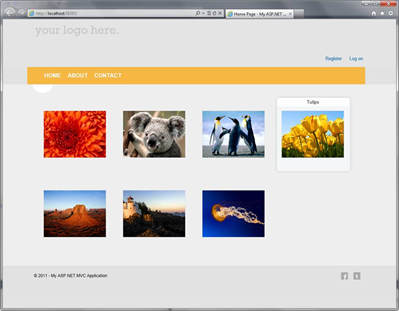 http://localhost
Home Page - My ASP.NET ...
your logo here.
Register Log on
HOME ABOUT CONTACT
Tulips
© 2011 - My ASP.NET MVC Application